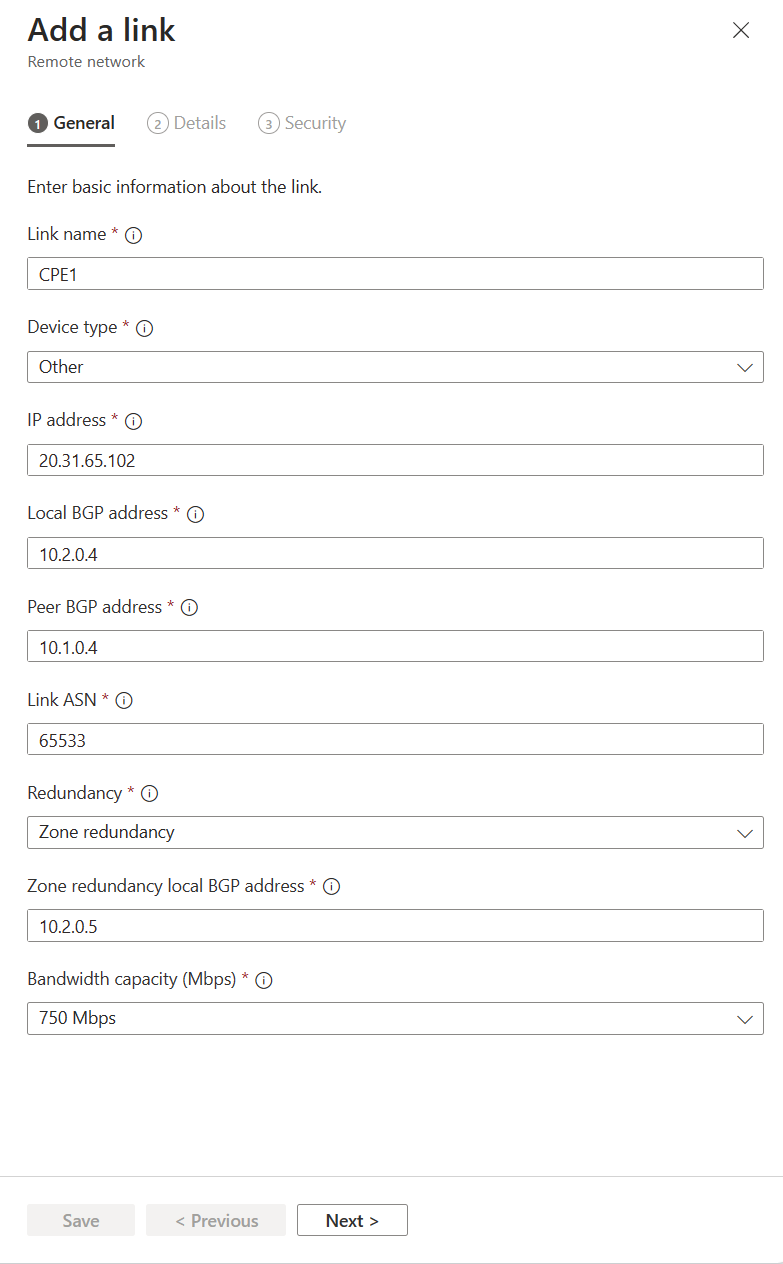 Add a link
Remote network
1 General 2 Details 3 Security
Enter basic information about the link.
Link name *
CPE1
Device type *
Other
IP address *
20.31.65.102
Local BGP address *
10.2.0.4
Peer BGP address *
10.1.0.4
Link ASN *
65533
Redundancy *
Zone redundancy
Zone redundancy local BGP address *
10.2.0.5
Bandwidth capacity (Mbps) *
750 Mbps
Save < Previous Next >